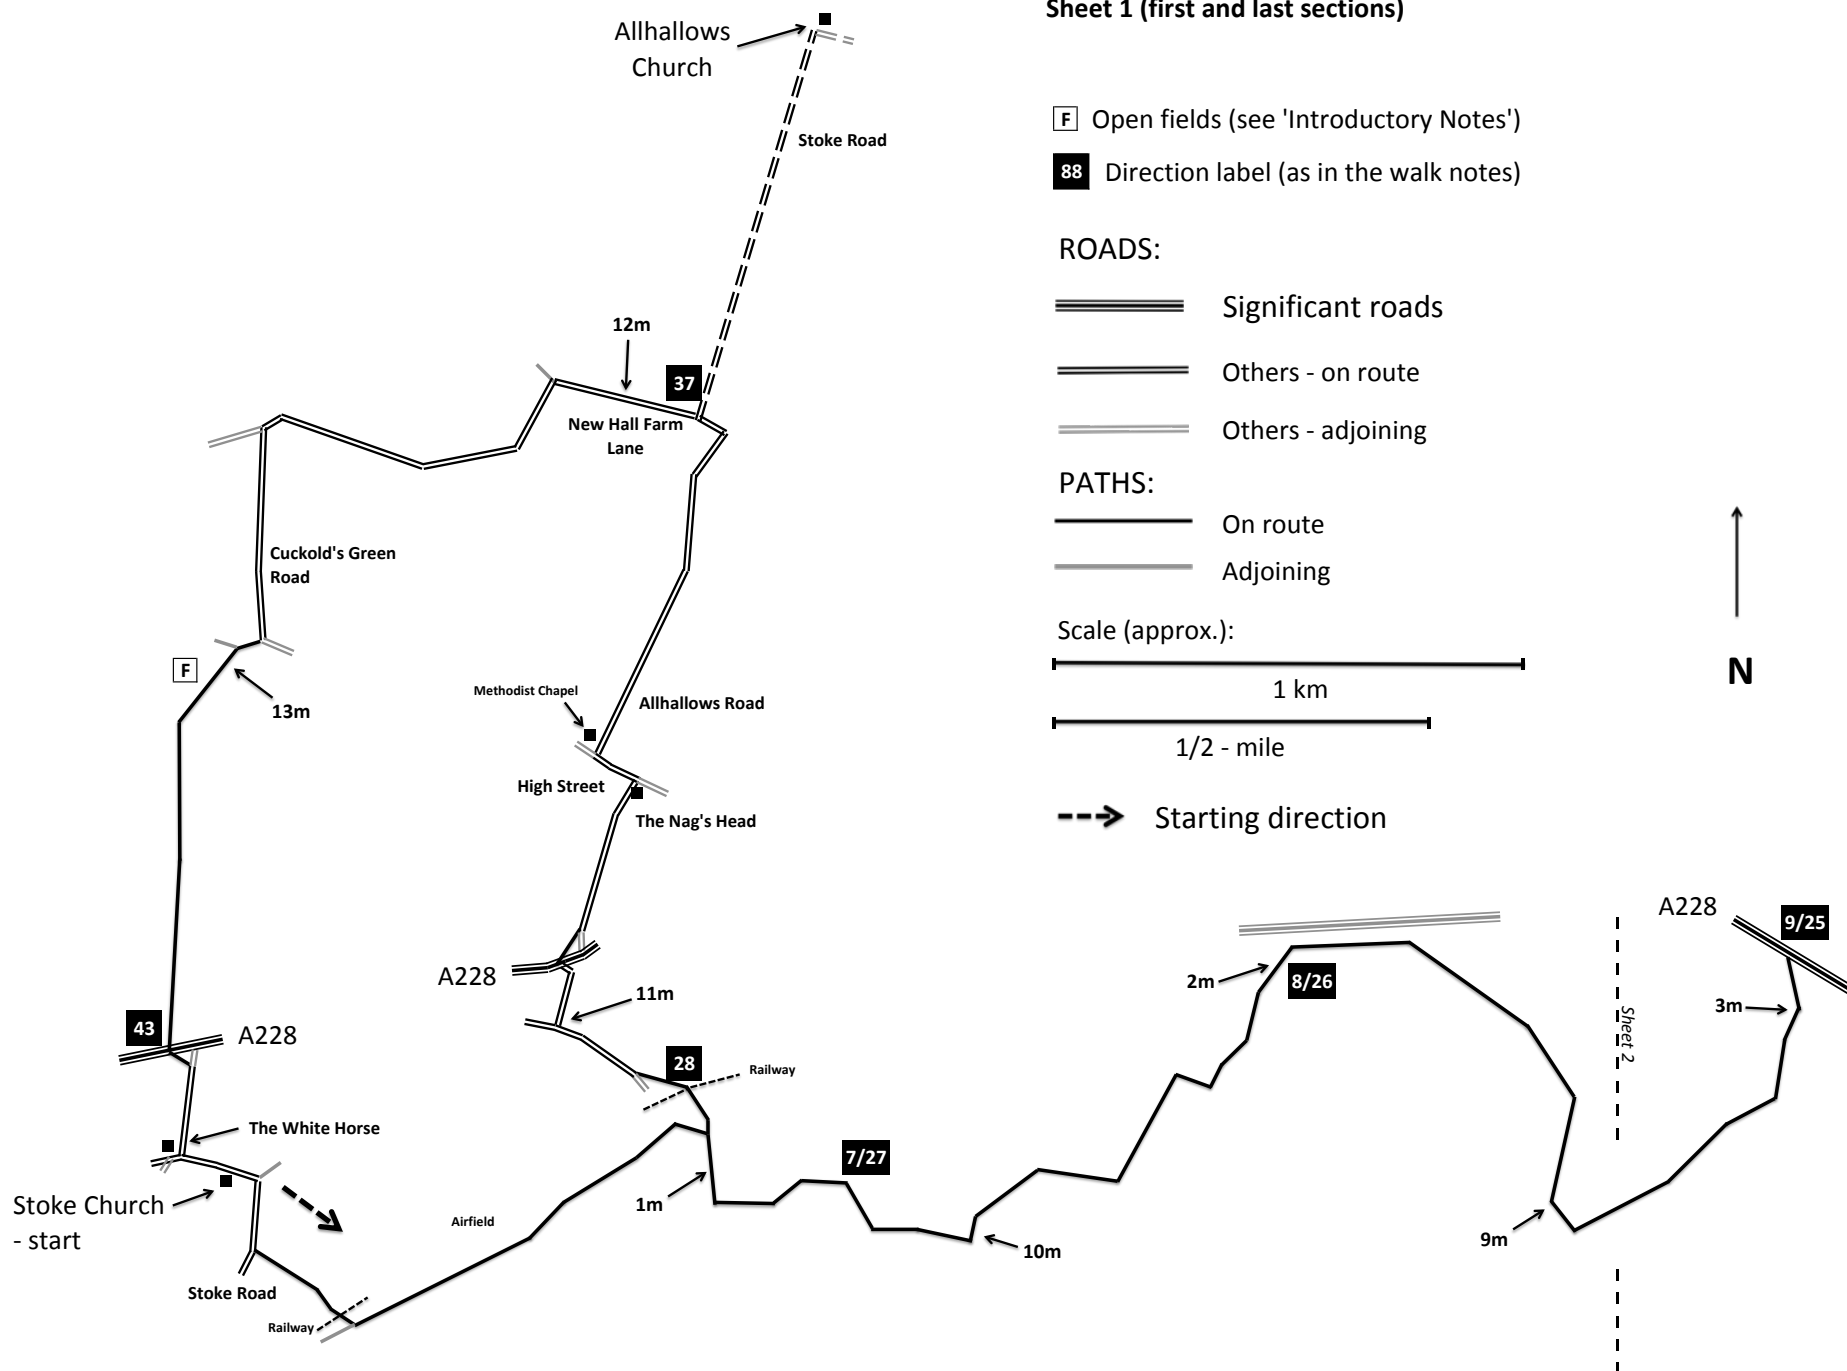 Sheet 1 (first and last sections)
Allhallows
Church
Stoke Road
F Open fields (see 'Introductory Notes')
88 Direction label (as in the walk notes)
ROADS:
Significant roads
Others - on route
Others - adjoining
PATHS:
On route
Adjoining
Scale (approx.):
1 km
1/2 - mile
Starting direction
N
12m
37
New Hall Farm
Lane
Cuckold's Green
Road
F
13m
Methodist Chapel
Allhallows Road
High Street
The Nag's Head
A228
11m
43
A228
28
Railway
The White Horse
Stoke Church
- start
Airfield
Stoke Road
Railway
1m
7/27
10m
2m
8/26
9m
Sheet 2
A228
9/25
3m